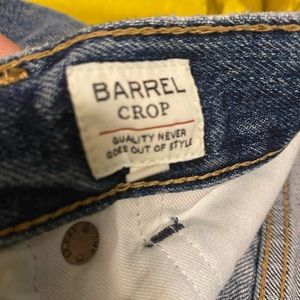 BARREL
CROP
QUALITY NEVER
GOES OUT OF STYLE